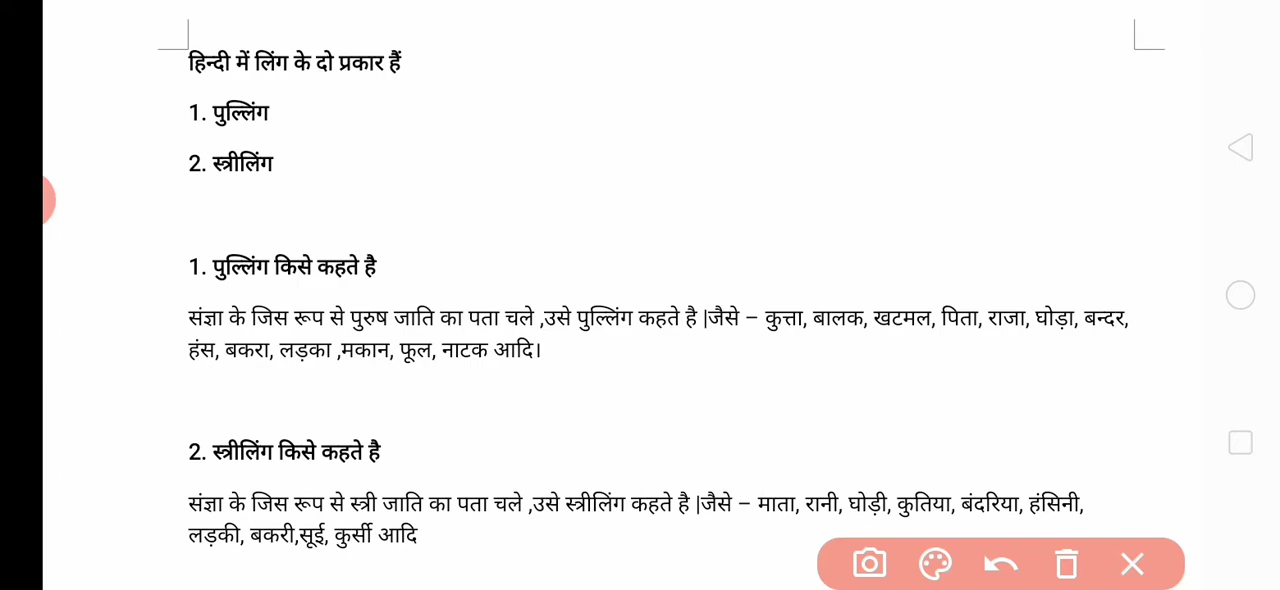 हिन्दी में लिंग के दो प्रकार हैं
1. पुल्लिंग
2. स्त्रीलिंग
1. पुल्लिंग किसे कहते है
संज्ञा के जिस रूप से पुरुष जाति का पता चले ,उसे पुल्लिंग कहते है |जैसे – कुत्ता, बालक, खटमल, पिता, राजा, घोड़ा, बन्दर,
हंस, बकरा, लड़का ,मकान, फूल, नाटक आदि।
2. स्त्रीलिंग किसे कहते है
संज्ञा के जिस रूप से स्त्री जाति का पता चले ,उसे स्त्रीलिंग कहते है |जैसे – माता, रानी, घोड़ी, कुतिया, बंदरिया, हंसिनी,
लड़की, बकरी,सूई, कुर्सी आदि